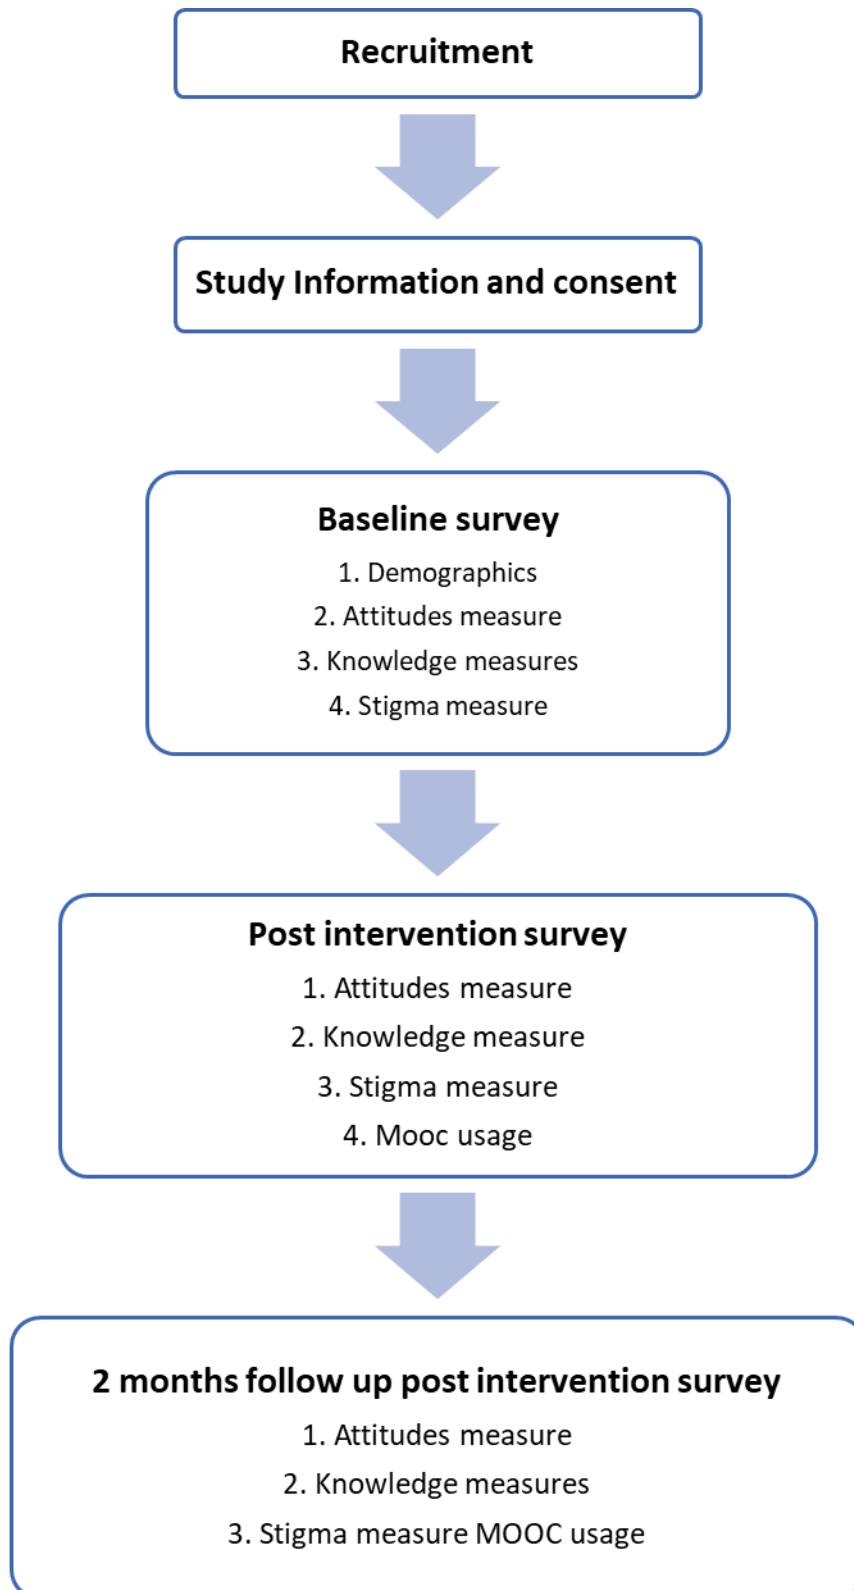 Recruitment
Study Information and consent
Baseline survey
1. Demographics
2. Attitudes measure
3. Knowledge measures
4. Stigma measure
Post intervention survey
1. Attitudes measure
2. Knowledge measure
3. Stigma measure
4. Mooc usage
2 months follow up post intervention survey
1. Attitudes measure
2. Knowledge measures
3. Stigma measure MOOC usage